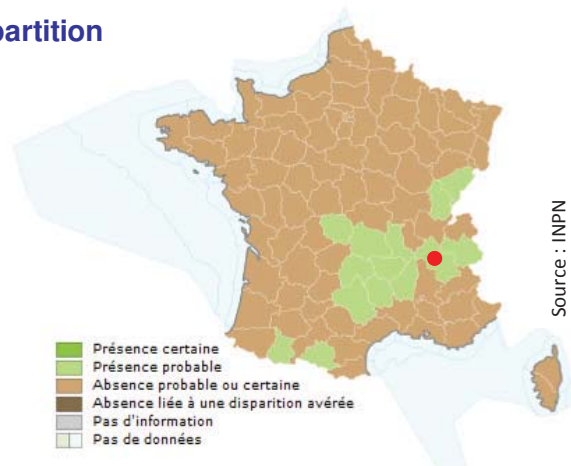 partition
Source : INPN
Présence certaine
Présence probable
Absence probable ou certaine
Absence liée à une disparition avérée
Pas d'information
Pas de données